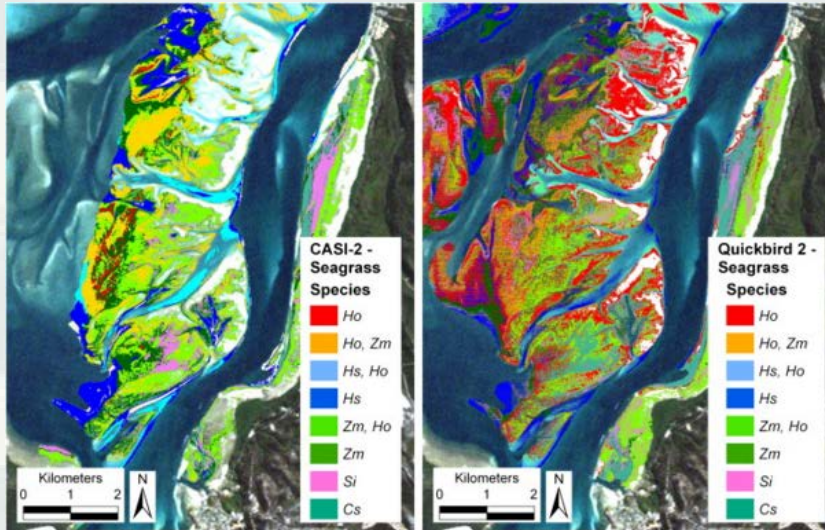 CASI-2 -
Seagrass
Species
Ho
Ho, Zm
Hs, Ho
Hs
Zm, Ho
Zm
Si
Cs
Kilometers
N
0 1 2
Quickbird 2 -
Seagrass
Species
Ho
Ho, Zm
Hs, Ho
Hs
Zm, Ho
Zm
Si
Cs
Kilometers
N
0 1 2